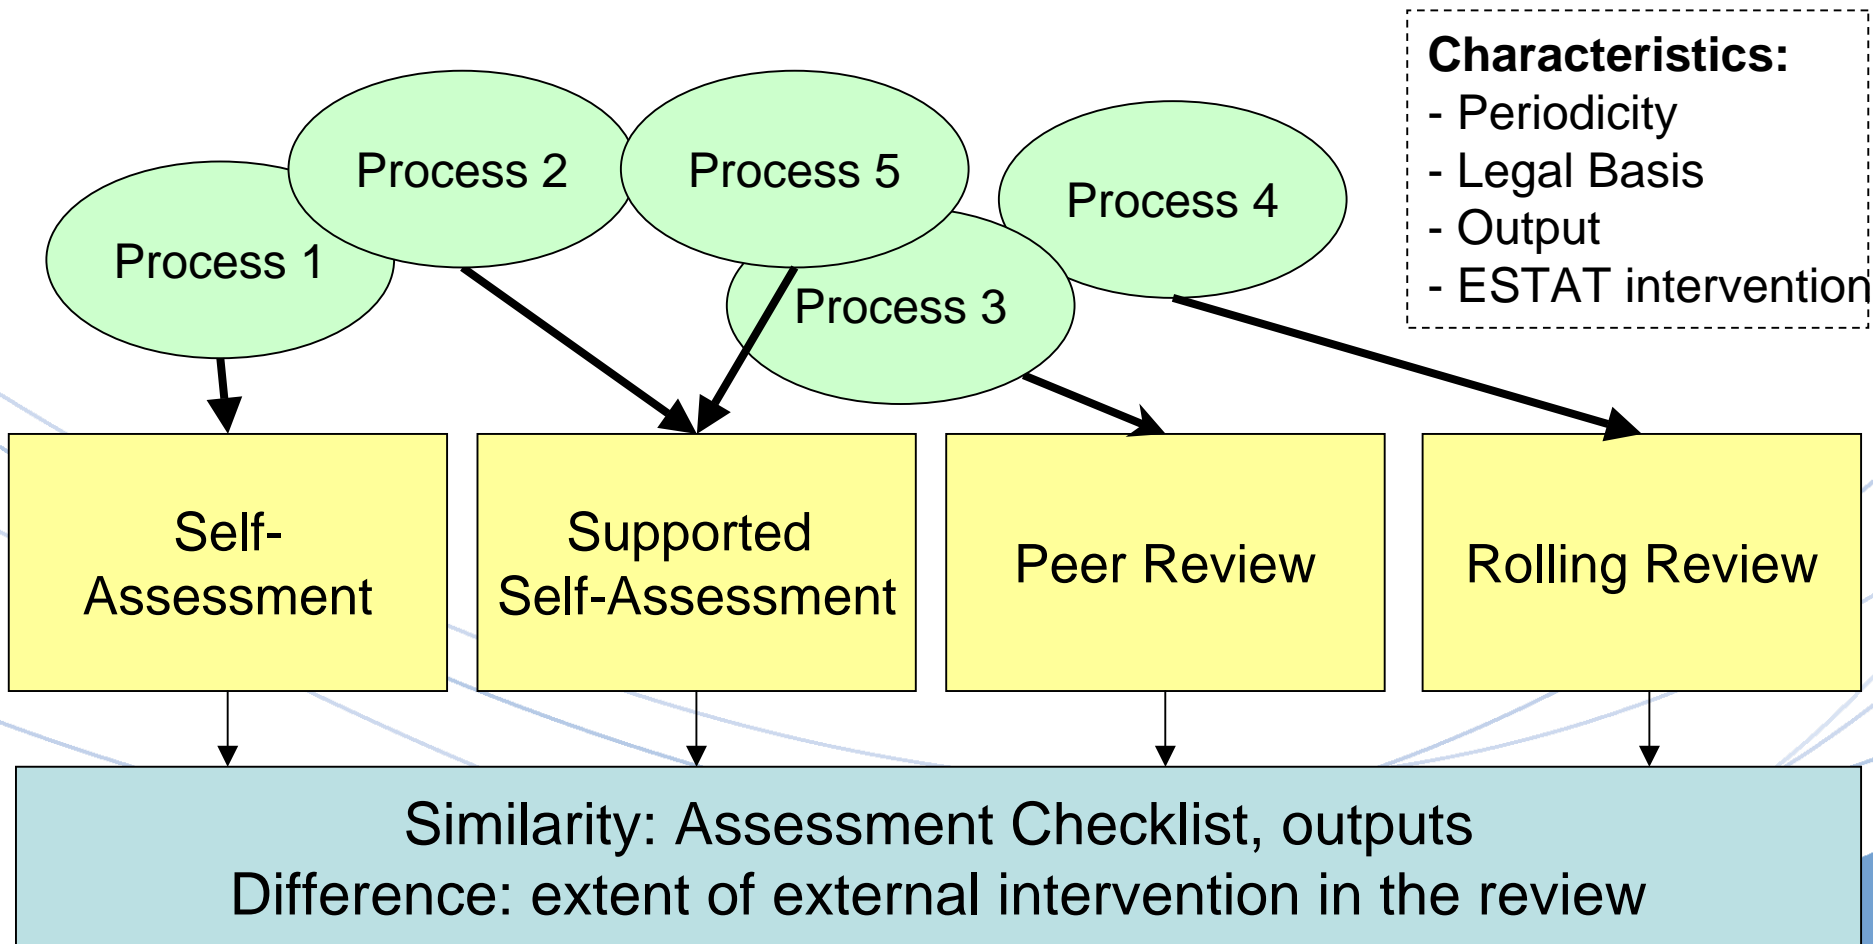 Characteristics:
- Periodicity
- Legal Basis
- Output
- ESTAT intervention
Process 1
Process 2
Process 5
Process 3
Process 4
Self-
Assessment
Supported
Self-Assessment
Peer Review
Rolling Review
Similarity: Assessment Checklist, outputs
Difference: extent of external intervention in the review